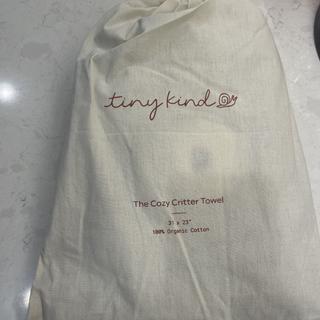 tiny kind
The Cozy Critter Towel
31 x 23"
100% Organic Cotton